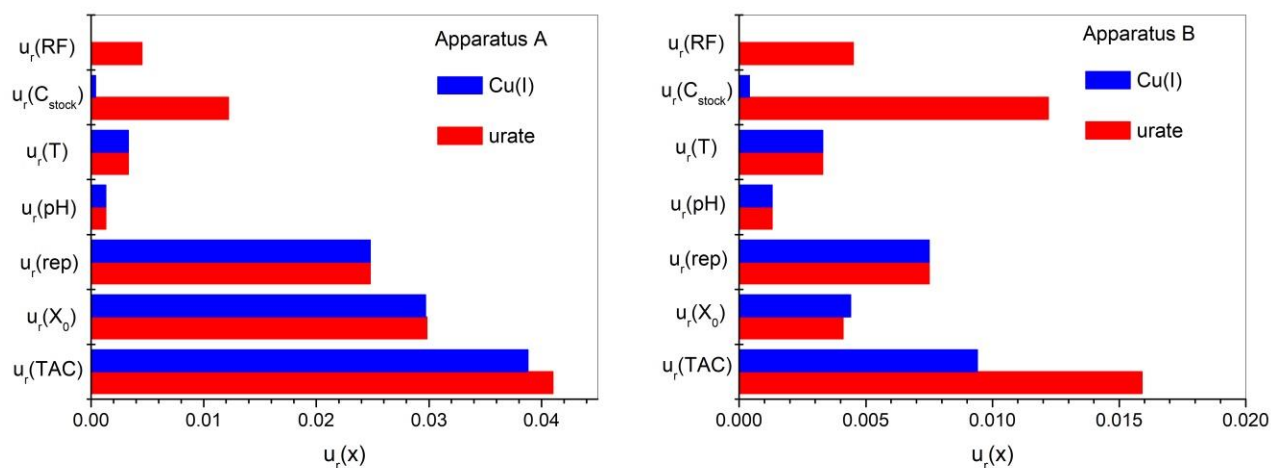 Apparatus A
Cu(I)
urate
u_r(RF)
u_r(C_stock)
u_r(T)
u_r(pH)
u_r(rep)
u_r(X_0)
u_r(TAC)
0.00 0.01 0.02 0.03 0.04
u_r(x)
Apparatus B
Cu(I)
urate
u_r(RF)
u_r(C_stock)
u_r(T)
u_r(pH)
u_r(rep)
u_r(X_0)
u_r(TAC)
0.000 0.005 0.010 0.015 0.020
u_r(x)